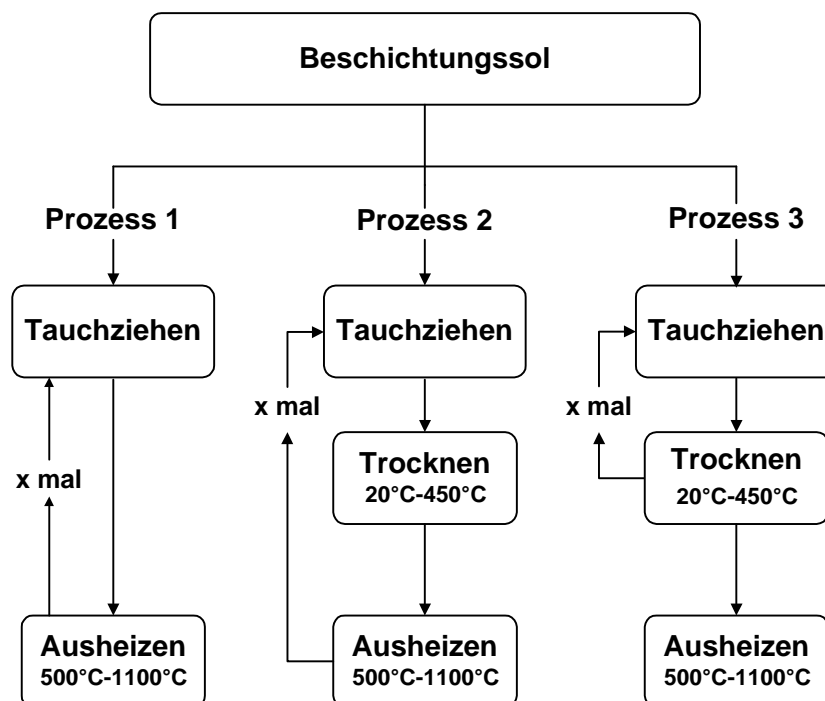 Beschichtungssol
Prozess 1
Prozess 2
Prozess 3
Tauchziehen
Tauchziehen
Tauchziehen
x mal
x mal
x mal
Trocknen
20°C-450°C
Trocknen
20°C-450°C
Ausheizen
500°C-1100°C
Ausheizen
500°C-1100°C
Ausheizen
500°C-1100°C